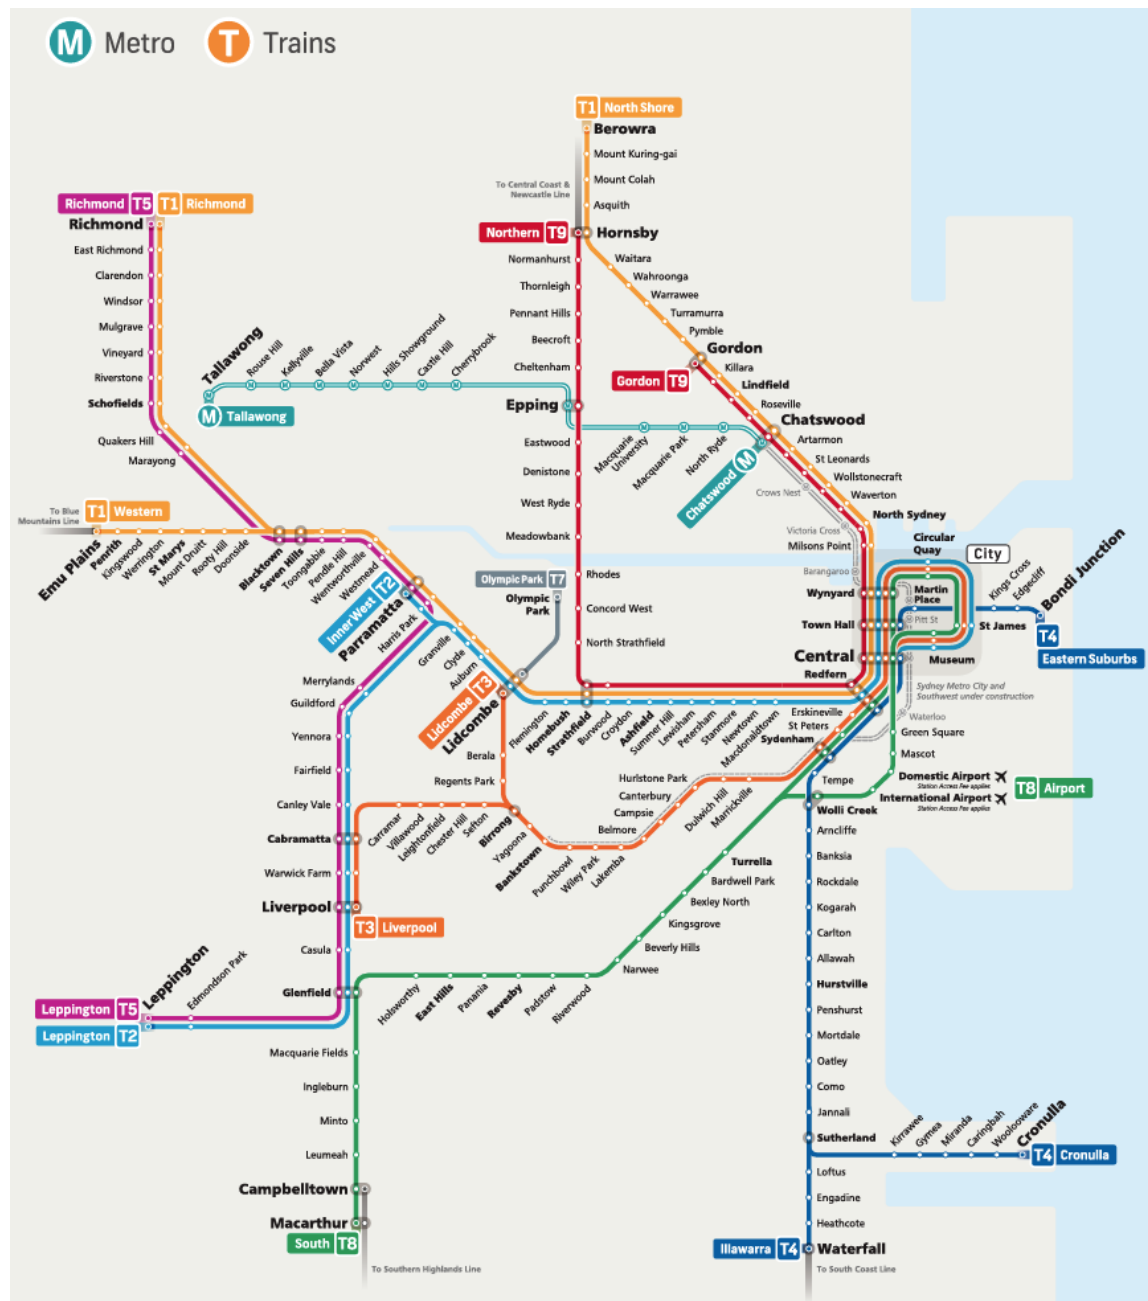 M Metro T Trains
T1 North Shore
Berowra
Mount Kuring-gai
Mount Colah
Asquith
To Central Coast &
Newcastle Line
Northern T9
Hornsby
Richmond T5
T1 Richmond
Richmond
East Richmond
Clarendon
Windsor
Mulgrave
Vineyard
Riverstone
Schofields
Quakers Hill
Marayong
Normanhurst
Thornleigh
Pennant Hills
Beecroft
Cheltenham
Epping
Eastwood
Denistone
West Ryde
Meadowbank
Rhodes
Concord West
North Strathfield
Waitara
Wahroonga
Warrawee
Turramurra
Pymble
Gordon
Gordon T9
Killara
Lindfield
Roseville
Chatswood
Artarmon
St Leonards
Wollstonecraft
Waverton
North Sydney
Milsons Point
Tallawong
M Tallawong
Rouse Hill
Kellyville
Bella Vista
Norwest
Hills Showground
Castle Hill
Cherrybrook
Macquarie
University
Macquarie Park
North Ryde
Chatswood M
Crows Nest
Victoria Cross
Barangaroo
To Blue
Mountains Line
T1 Western
Emu Plains
Penrith
Kingswood
Werrington
St Marys
Mount Druitt
Rooty Hill
Doonside
Blacktown
Seven Hills
Toongabbie
Pendle Hill
Wentworthville
Westmead
Inner West T2
Parramatta
Harris Park
Granville
Clyde
Auburn
Lidcombe T3
Lidcombe
Olympic Park T7
Olympic
Park
Flemington
Homebush
Strathfield
Burwood
Croydon
Ashfield
Summer Hill
Lewisham
Petersham
Stanmore
Newtown
Macdonaldtown
Redfern
Central
Town Hall
Wynyard
Circular
Quay
City
Martin
Place
Pitt St
St James
Museum
Kings Cross
Edgecliff
Bondi Junction
T4
Eastern Suburbs
Sydney Metro City and
Southwest under construction
Waterloo
Green Square
Mascot
Domestic Airport
Station Access Fee applies
International Airport
Station Access Fee applies
T8 Airport
Erskineville
St Peters
Sydenham
Tempe
Wolli Creek
Arncliffe
Banksia
Rockdale
Kogarah
Carlton
Allawah
Hurstville
Penshurst
Mortdale
Oatley
Como
Jannali
Sutherland
Kirrawee
Gymea
Miranda
Caringbah
Woolooware
Cronulla
T4 Cronulla
Loftus
Engadine
Heathcote
Illawarra T4
Waterfall
To South Coast Line
Merrylands
Guildford
Yennora
Fairfield
Canley Vale
Cabramatta
Warwick Farm
Liverpool
T3 Liverpool
Casula
Glenfield
Leppington
Edmondson Park
Leppington T5
Leppington T2
Berala
Regents Park
Carramar
Villawood
Leightonfield
Chester Hill
Sefton
Birrong
Yagoona
Bankstown
Punchbowl
Wiley Park
Lakemba
Belmore
Campsie
Canterbury
Hurlstone Park
Dulwich Hill
Marrickville
Turrella
Bardwell Park
Bexley North
Kingsgrove
Beverly Hills
Narwee
Riverwood
Padstow
Revesby
Panania
East Hills
Holsworthy
Macquarie Fields
Ingleburn
Minto
Leumeah
Campbelltown
Macarthur
South T8
To Southern Highlands Line